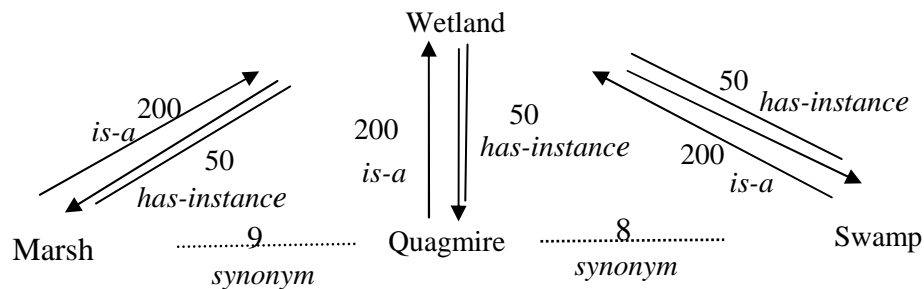 Wetland
200
is-a
50
has-instance
200
is-a
50
has-instance
50
has-instance
200
is-a
Marsh
9
synonym
Quagmire
8
synonym
Swamp